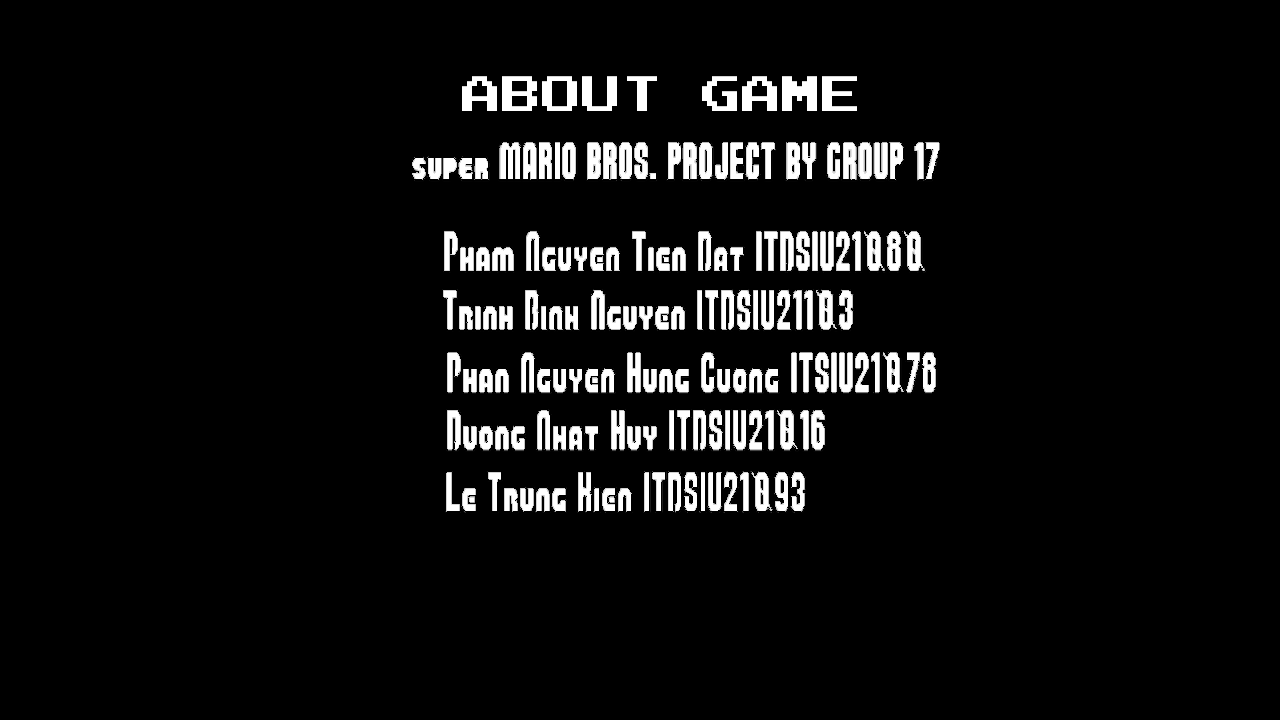 ABOUT GAME
SUPER MARIO BROS. PROJECT BY GROUP 17
Pham Nguyen Tien Dat ITDSIU21080
Trinh Binh Nguyen ITDSIU21103
Phan Nguyen Hung Cuong ITSIU21078
Duong Nhat Huy ITDSIU21016
Le Trung Kien ITDSIU21093